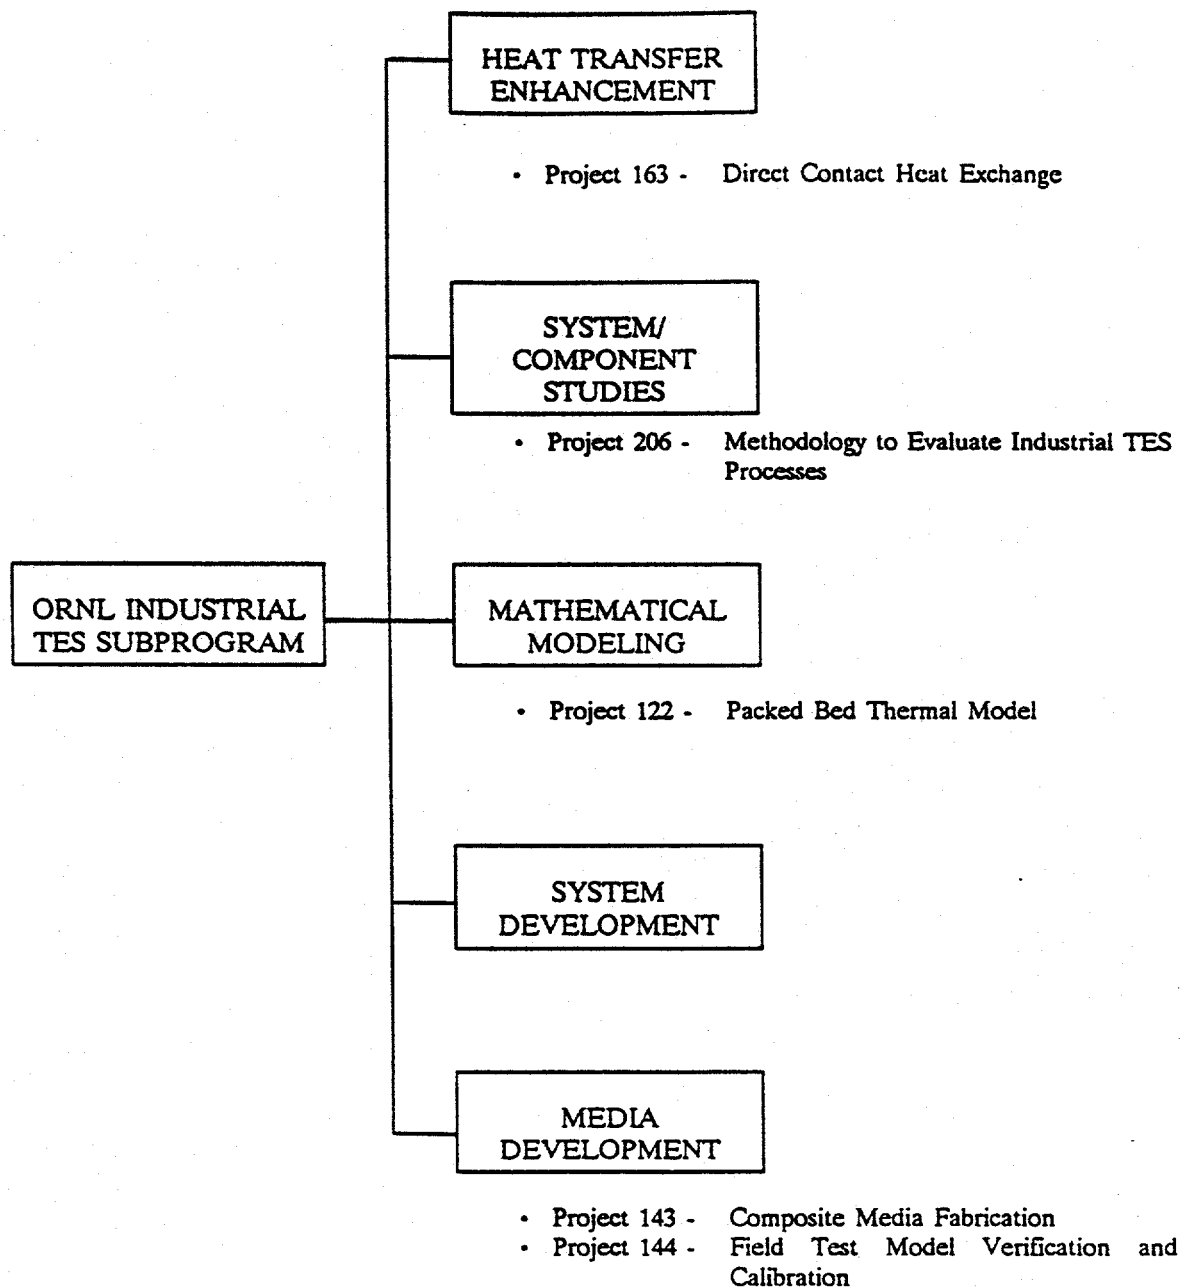 HEAT TRANSFER
ENHANCEMENT
• Project 163 - Direct Contact Heat Exchange
SYSTEM/
COMPONENT
STUDIES
• Project 206 - Methodology to Evaluate Industrial TES
Processes
ORNL INDUSTRIAL
TES SUBPROGRAM
MATHEMATICAL
MODELING
• Project 122 - Packed Bed Thermal Model
SYSTEM
DEVELOPMENT
MEDIA
DEVELOPMENT
• Project 143 - Composite Media Fabrication
• Project 144 - Field Test Model Verification and
Calibration